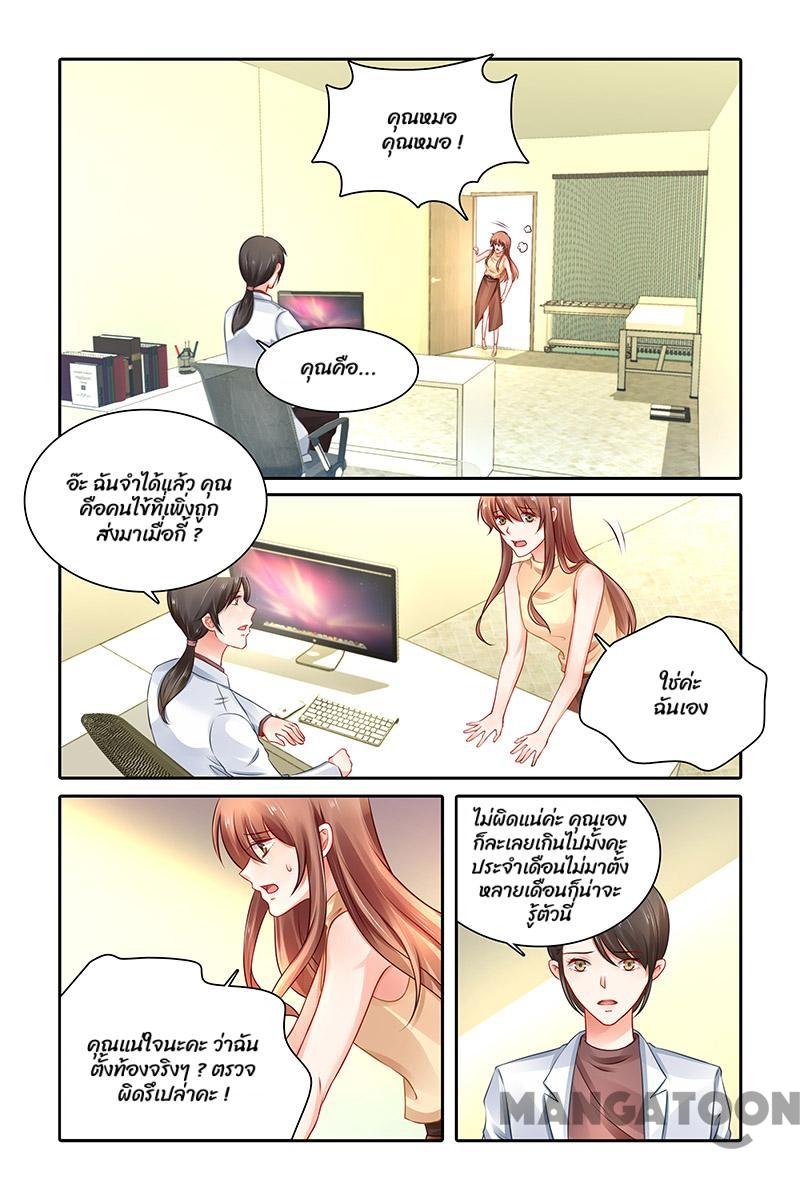 คุณหมอ
คุณหมอ !
คุณคือ...
อ๊ะ ฉันจำได้แล้ว คุณ
คือคนไข้ที่เพิ่งถูก
ส่งมาเมื่อกี้ ?
ใช่ค่ะ
ฉันเอง
คุณแน่ใจนะคะ ว่าฉัน
ตั้งท้องจริงๆ ? ตรวจ
ผิดรึเปล่าคะ !
ไม่ผิดแน่ค่ะ คุณเอง
ก็ละเลยเกินไปมั้งคะ
ประจำเดือนไม่มาตั้ง
หลายเดือนก็น่าจะ
รู้ตัวนี่
MANGATOON